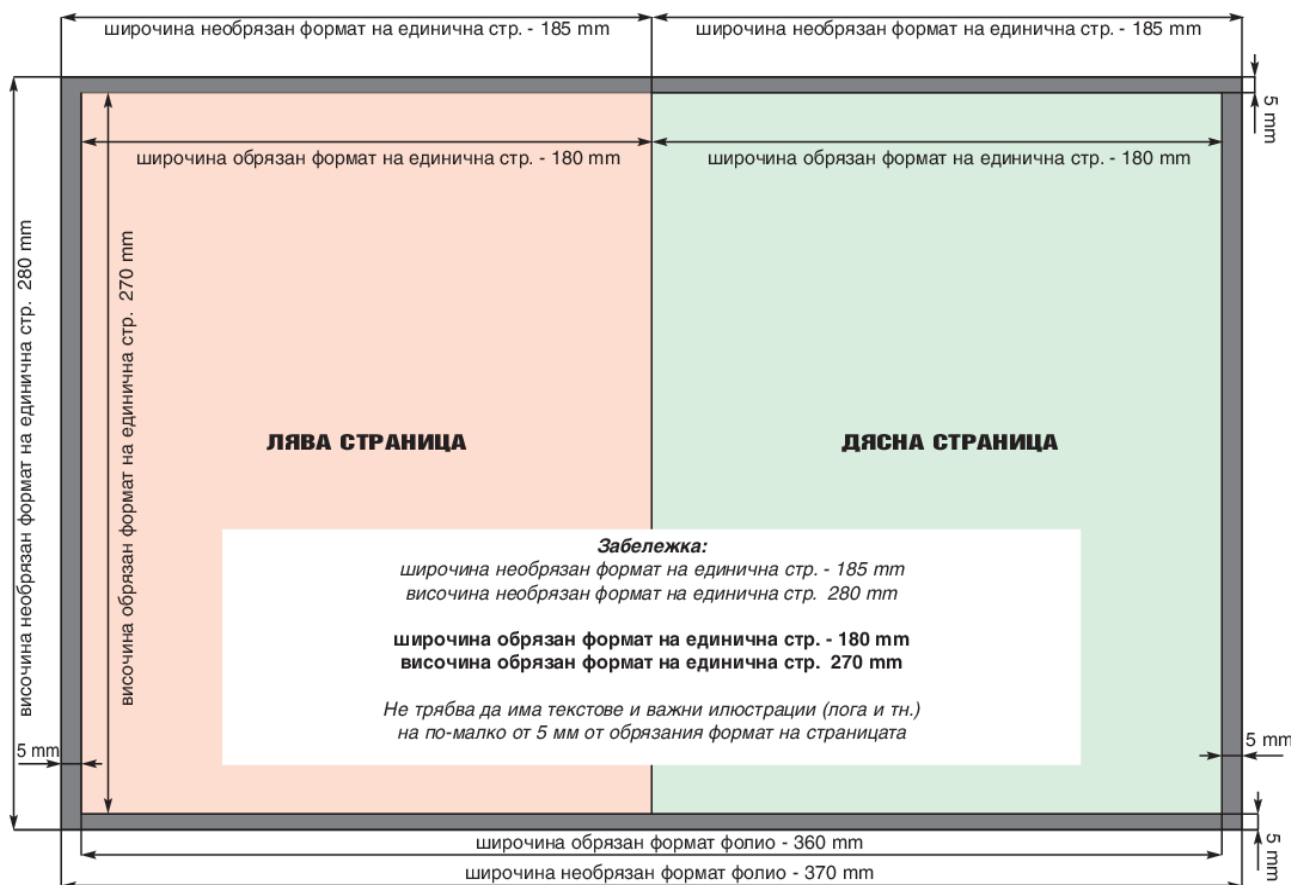 широчина необрязан формат на единична стр. - 185 mm
широчина необрязан формат на единична стр. - 185 mm
5 mm
широчина обрязан формат на единична стр. - 180 mm
широчина обрязан формат на единична стр. - 180 mm
височина необрязан формат на единична стр.  280 mm
височина обрязан формат на единична стр.  270 mm
ЛЯВА СТРАНИЦА
ДЯСНА СТРАНИЦА
Забележка:
широчина необрязан формат на единична стр. - 185 mm
височина необрязан формат на единична стр.  280 mm
широчина обрязан формат на единична стр. - 180 mm
височина обрязан формат на единична стр.  270 mm
Не трябва да има текстове и важни илюстрации (лога и тн.)
на по-малко от 5 мм от обрязания формат на страницата
5 mm
5 mm
5 mm
широчина обрязан формат фолио - 360 mm
широчина необрязан формат фолио - 370 mm